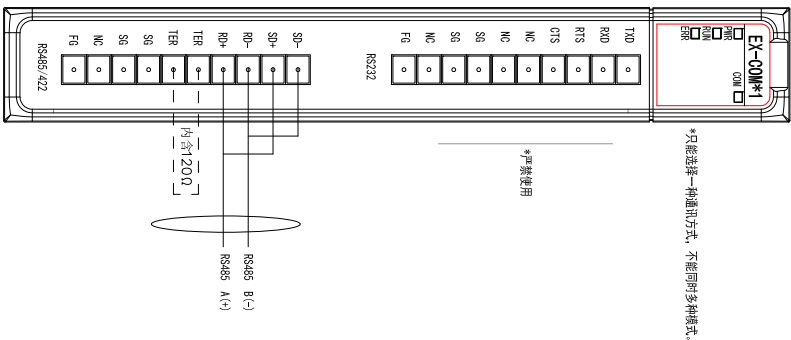 EX-COM*1
PWR
RUN
ERR
COM
TXD
RXD
RTS
CTS
NC
NC
SG
SG
NC
FG
RS232
SD-
SD+
RD-
RD+
TER
TER
SG
SG
NC
FG
RS485/422
内含120Ω
*严禁使用
*只能选择一种通讯方式，不能同时多种模式。
RS485 B(-)
RS485 A(+)